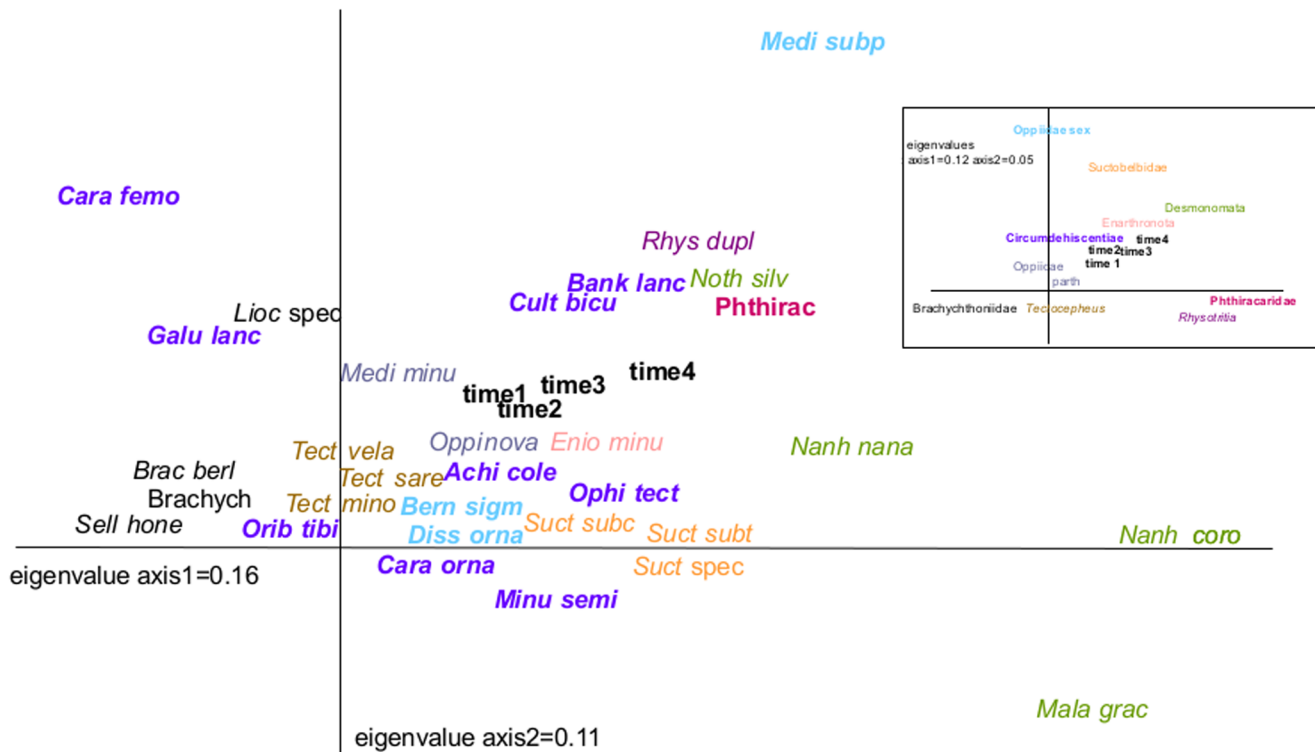 Medi subp
Oppiidae sex
eigenvalues
axis1=0.12 axis2=0.05
Suctobelbidae
Desmonomata
Enarthronota
Circumdehiscentiae
time4
time2
time3
time 1
Oppiidae
parth
Brachychthoniidae
Tectocepheus
Phthiracaridae
Rhysotritia
Cara femo
Rhys dupl
Bank lanc
Noth silv
Cult bicu
Phthirac
Lioc spec
Galu lanc
Medi minu
time1
time3
time4
time2
Oppinova
Enio minu
Nanh nana
Tect vela
Brac berl
Tect sare
Achi cole
Brachych
Tect mino
Bern sigm
Ophi tect
Sell hone
Orib tibi
Diss orna
Suct subc
Suct subt
Nanh coro
eigenvalue axis1=0.16
Cara orna
Suct spec
Minu semi
Mala grac
eigenvalue axis2=0.11